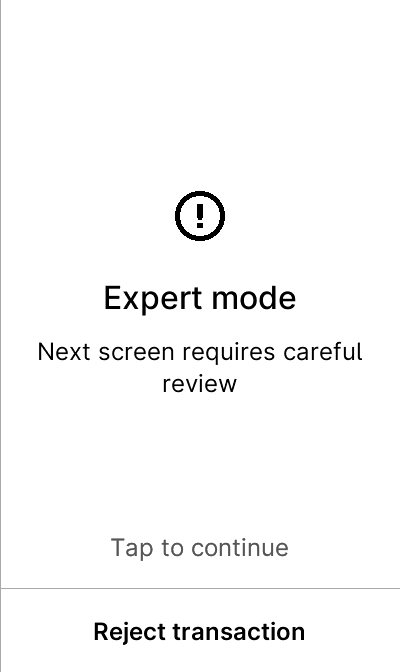 Expert mode
Next screen requires careful
review
Tap to continue
Reject transaction